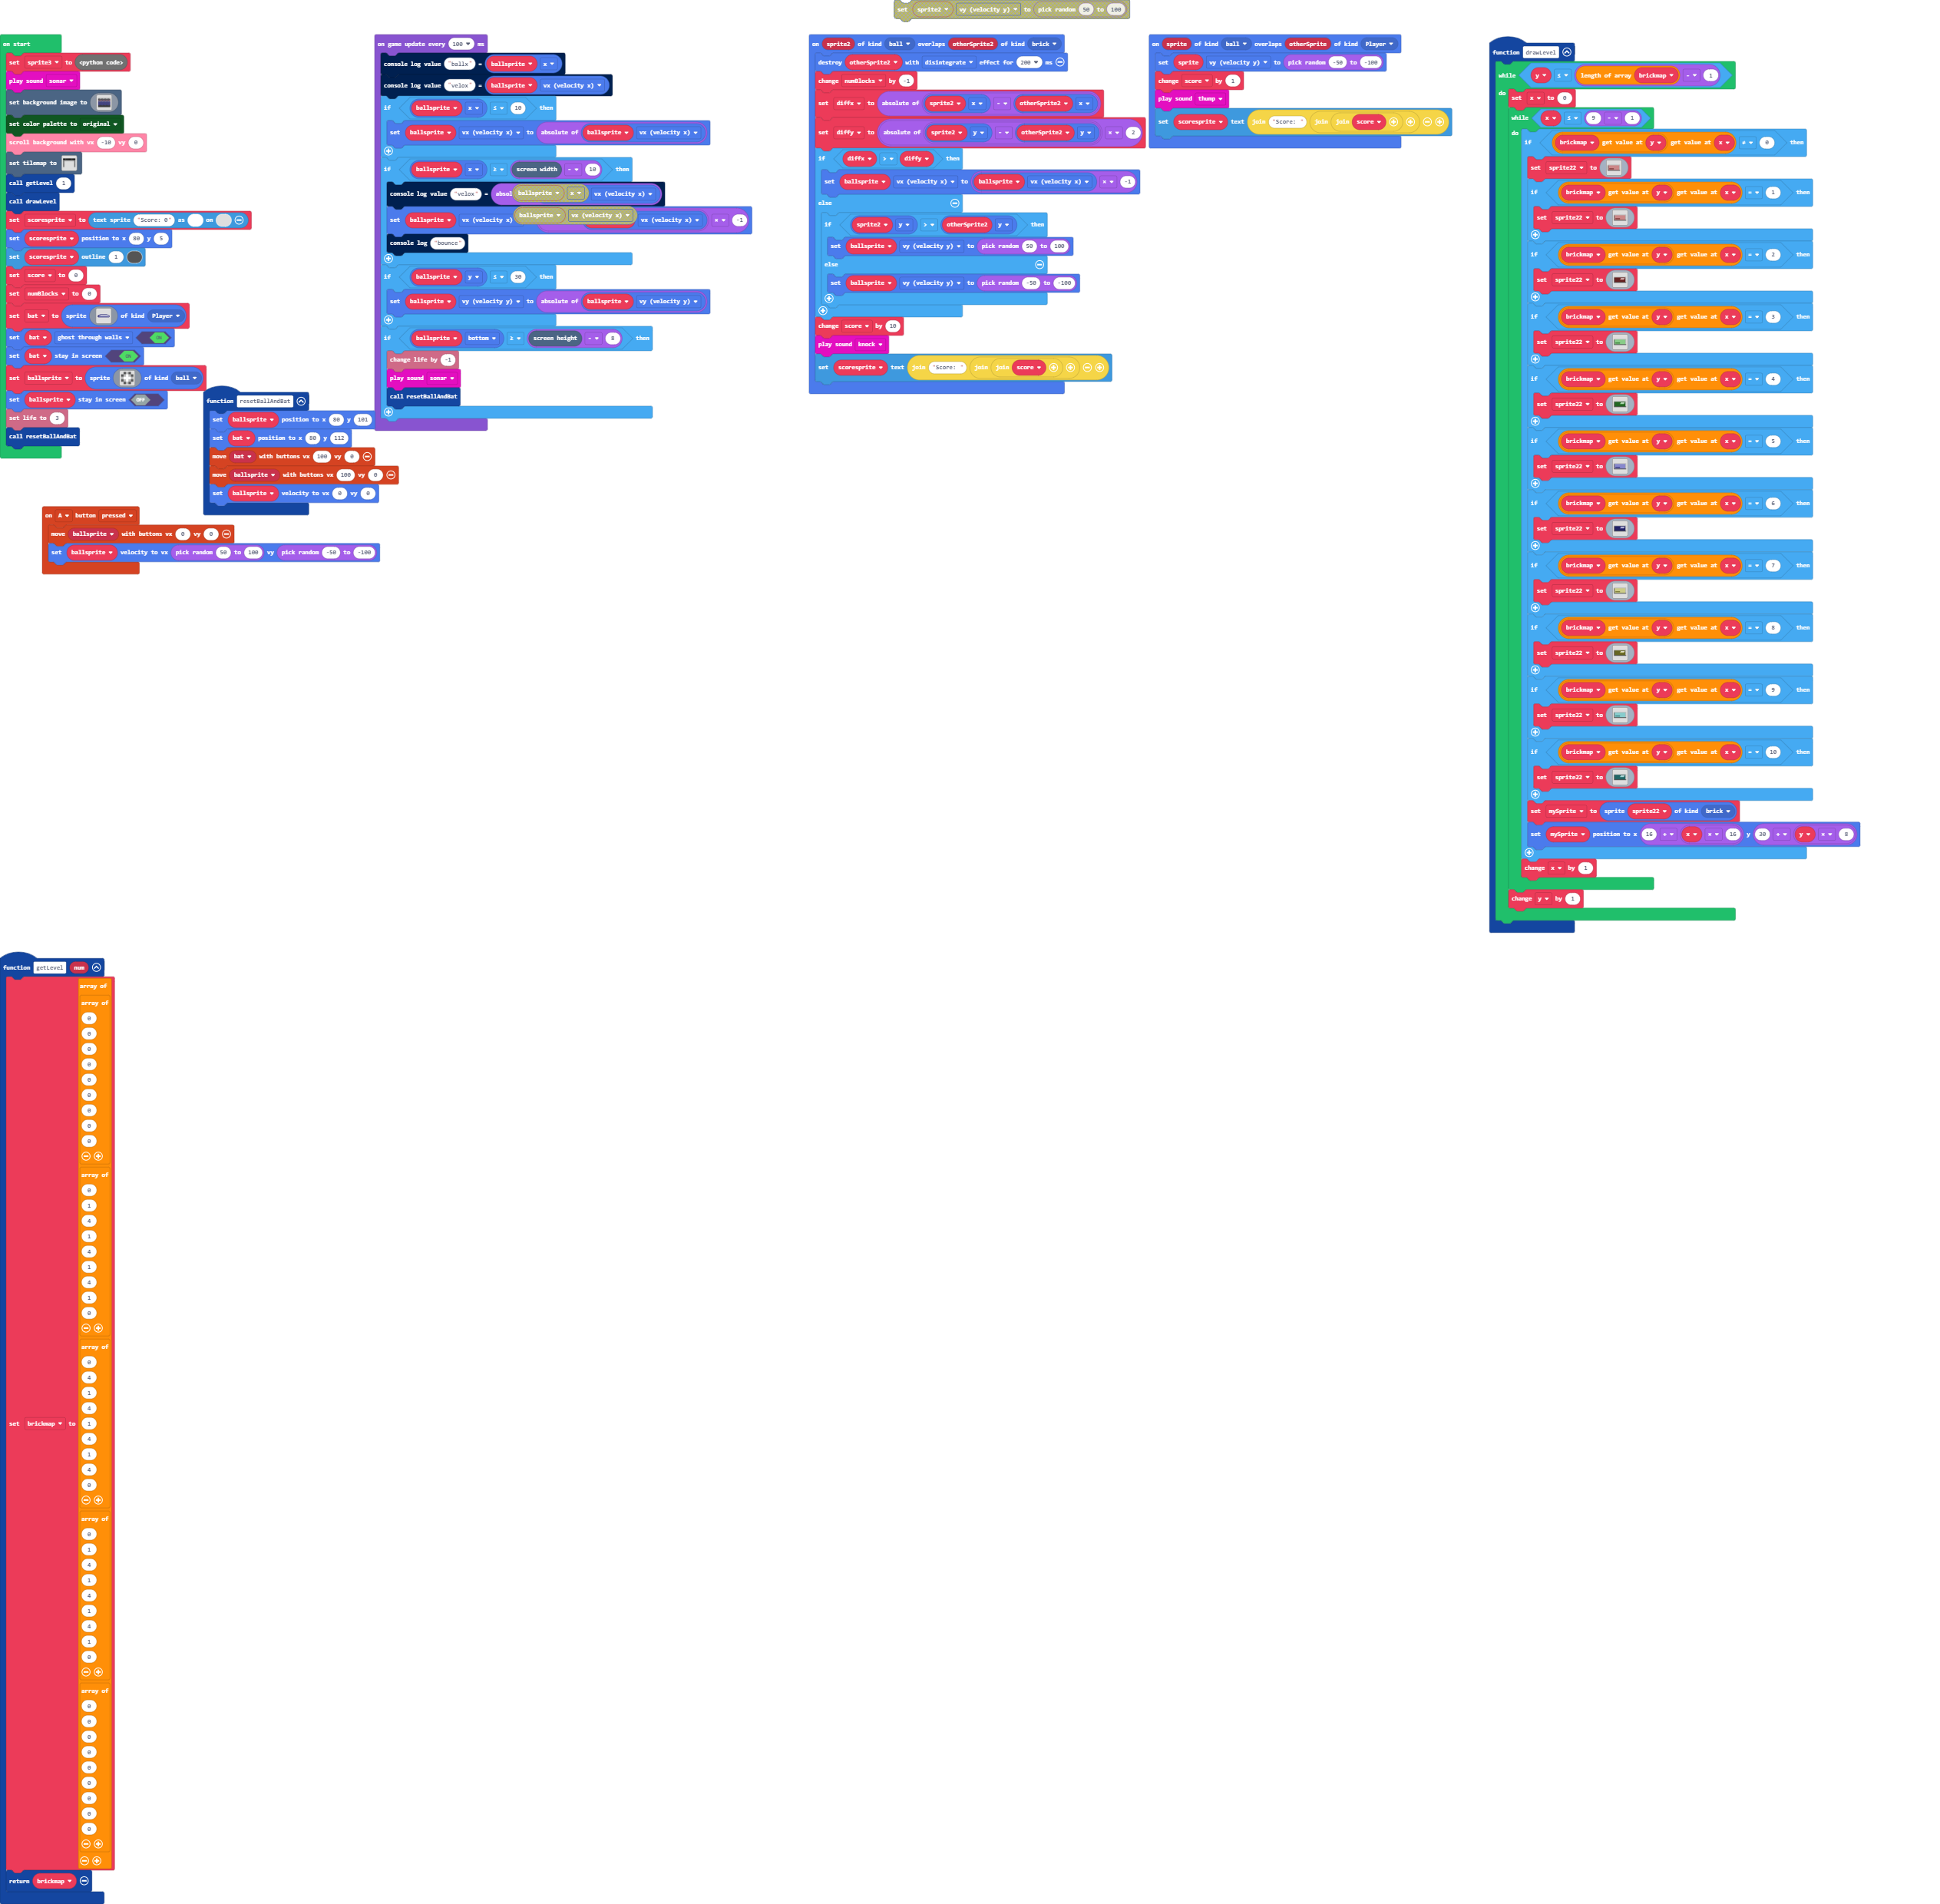 set sprite2 vy (velocity y) to pick random 50 to 100
on start
set sprite3 to <python code>
play sound sonar
set background image to
set color palette to original
scroll background with vx -10 vy 0
set tilemap to
call getLevel 1
call drawLevel
set scoresprite to text sprite "Score: 0" as on
set scoresprite position to x 80 y 5
set scoresprite outline 1
set score to 0
set numBlocks to 0
set bat to sprite of kind Player
set bat ghost through walls ON
set bat stay in screen ON
set ballsprite to sprite of kind ball
set ballsprite stay in screen OFF
set life to 3
call resetBallAndBat
function resetBallAndBat
set ballsprite position to x 80 y 101
set bat position to x 80 y 112
move bat with buttons vx 100 vy 0
move ballsprite with buttons vx 100 vy 0
set ballsprite velocity to vx 0 vy 0
on A button pressed
move ballsprite with buttons vx 0 vy 0
set ballsprite velocity to vx pick random 50 to 100 vy pick random -50 to -100
on game update every 100 ms
console log value "ballx" = ballsprite x
console log value "velox" = ballsprite vx (velocity x)
if ballsprite x ≤ 10 then
set ballsprite vx (velocity x) to absolute of ballsprite vx (velocity x)
if ballsprite x ≥ screen width - 10 then
console log value "velox" = absol ballsprite x vx (velocity x)
set ballsprite vx (velocity x) ballsprite vx (velocity x) vx (velocity x) × -1
console log "bounce"
if ballsprite y ≤ 30 then
set ballsprite vy (velocity y) to absolute of ballsprite vy (velocity y)
if ballsprite bottom ≥ screen height - 8 then
change life by -1
play sound sonar
call resetBallAndBat
on sprite2 of kind ball overlaps otherSprite2 of kind brick
destroy otherSprite2 with disintegrate effect for 200 ms
change numBlocks by -1
set diffx to absolute of sprite2 x - otherSprite2 x
set diffy to absolute of sprite2 y - otherSprite2 y × 2
if diffx > diffy then
set ballsprite vx (velocity x) to ballsprite vx (velocity x) × -1
else
if sprite2 y > otherSprite2 y then
set ballsprite vy (velocity y) to pick random 50 to 100
else
set ballsprite vy (velocity y) to pick random -50 to -100
change score by 10
play sound knock
set scoresprite text join "Score: " join join score
on sprite of kind ball overlaps otherSprite of kind Player
set sprite vy (velocity y) to pick random -50 to -100
change score by 1
play sound thump
set scoresprite text join "Score: " join join score
function drawLevel
while y ≤ length of array brickmap - 1
do set x to 0
while x ≤ 9 - 1
do if brickmap get value at y get value at x ≠ 0 then
set sprite22 to
if brickmap get value at y get value at x = 1 then
set sprite22 to
if brickmap get value at y get value at x = 2 then
set sprite22 to
if brickmap get value at y get value at x = 3 then
set sprite22 to
if brickmap get value at y get value at x = 4 then
set sprite22 to
if brickmap get value at y get value at x = 5 then
set sprite22 to
if brickmap get value at y get value at x = 6 then
set sprite22 to
if brickmap get value at y get value at x = 7 then
set sprite22 to
if brickmap get value at y get value at x = 8 then
set sprite22 to
if brickmap get value at y get value at x = 9 then
set sprite22 to
if brickmap get value at y get value at x = 10 then
set sprite22 to
set mySprite to sprite sprite22 of kind brick
set mySprite position to x 16 + x × 16 y 30 + y × 8
change x by 1
change y by 1
function getLevel num
array of
array of
0
0
0
0
0
0
0
0
0
array of
0
1
4
1
4
1
4
1
0
array of
0
4
1
4
set brickmap to 1
4
1
4
0
array of
0
1
4
1
4
1
4
1
0
array of
0
0
0
0
0
0
0
0
0
return brickmap